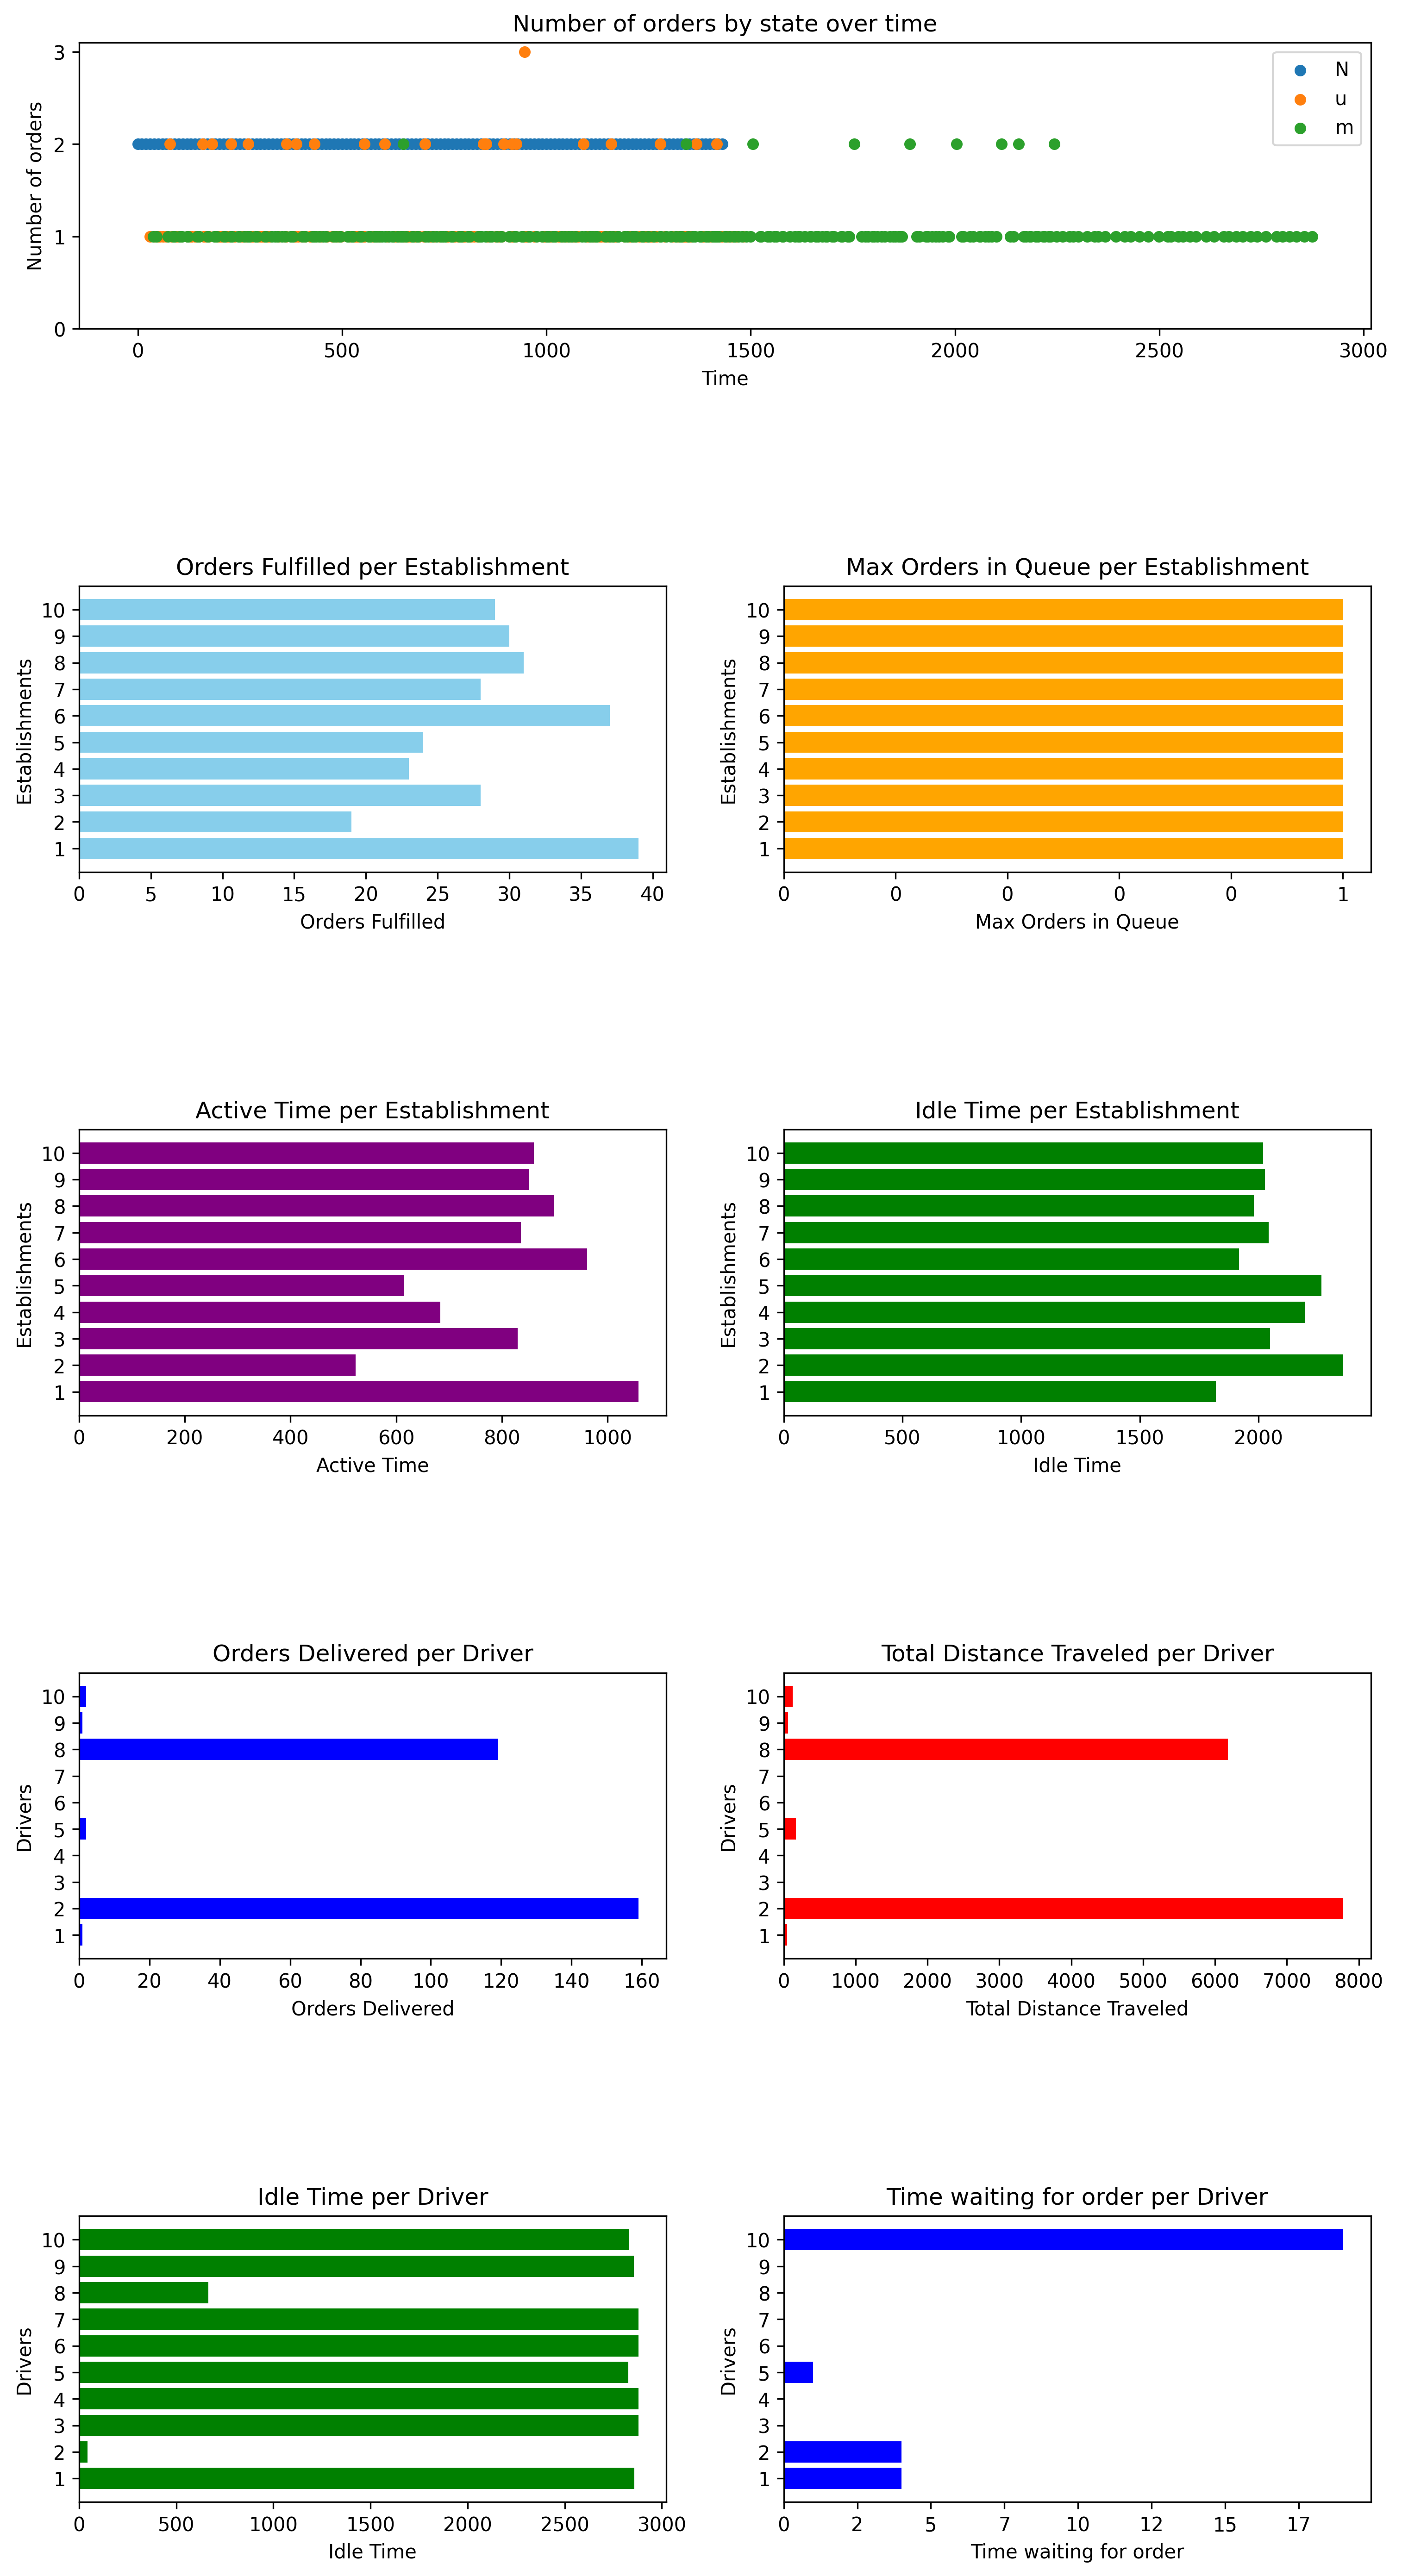 Number of orders by state over time
Number of orders
3
2
1
0
N
u
m
0 500 1000 1500 2000 2500 3000
Time
Orders Fulfilled per Establishment
Establishments
10
9
8
7
6
5
4
3
2
1
0 5 10 15 20 25 30 35 40
Orders Fulfilled
Max Orders in Queue per Establishment
Establishments
10
9
8
7
6
5
4
3
2
1
0 0 0 0 0 1
Max Orders in Queue
Active Time per Establishment
Establishments
10
9
8
7
6
5
4
3
2
1
0 200 400 600 800 1000
Active Time
Idle Time per Establishment
Establishments
10
9
8
7
6
5
4
3
2
1
0 500 1000 1500 2000
Idle Time
Orders Delivered per Driver
Drivers
10
9
8
7
6
5
4
3
2
1
0 20 40 60 80 100 120 140 160
Orders Delivered
Total Distance Traveled per Driver
Drivers
10
9
8
7
6
5
4
3
2
1
0 1000 2000 3000 4000 5000 6000 7000 8000
Total Distance Traveled
Idle Time per Driver
Drivers
10
9
8
7
6
5
4
3
2
1
0 500 1000 1500 2000 2500 3000
Idle Time
Time waiting for order per Driver
Drivers
10
9
8
7
6
5
4
3
2
1
0 2 5 7 10 12 15 17
Time waiting for order